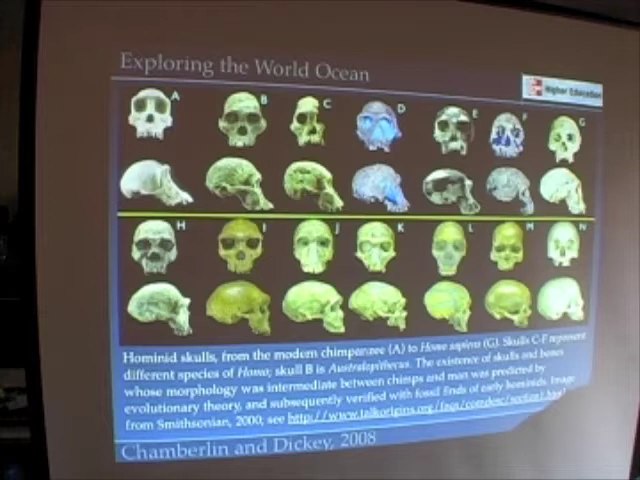 Exploring the World Ocean
Higher Education
A B C D E F G
H I J K L M N
Hominid skulls, from the modern chimpanzee (A) to Homo sapiens (G). Skulls C-F represent
different species of Homo; skull B is Australopithecus. The existence of skulls and bones
whose morphology was intermediate between chimps and man was predicted by
evolutionary theory, and subsequently verified with fossil finds of early hominids. Image
from Smithsonian, 2000; see http://www.talkorigins.org/faqs/comdesc/section1.html
Chamberlin and Dickey, 2008